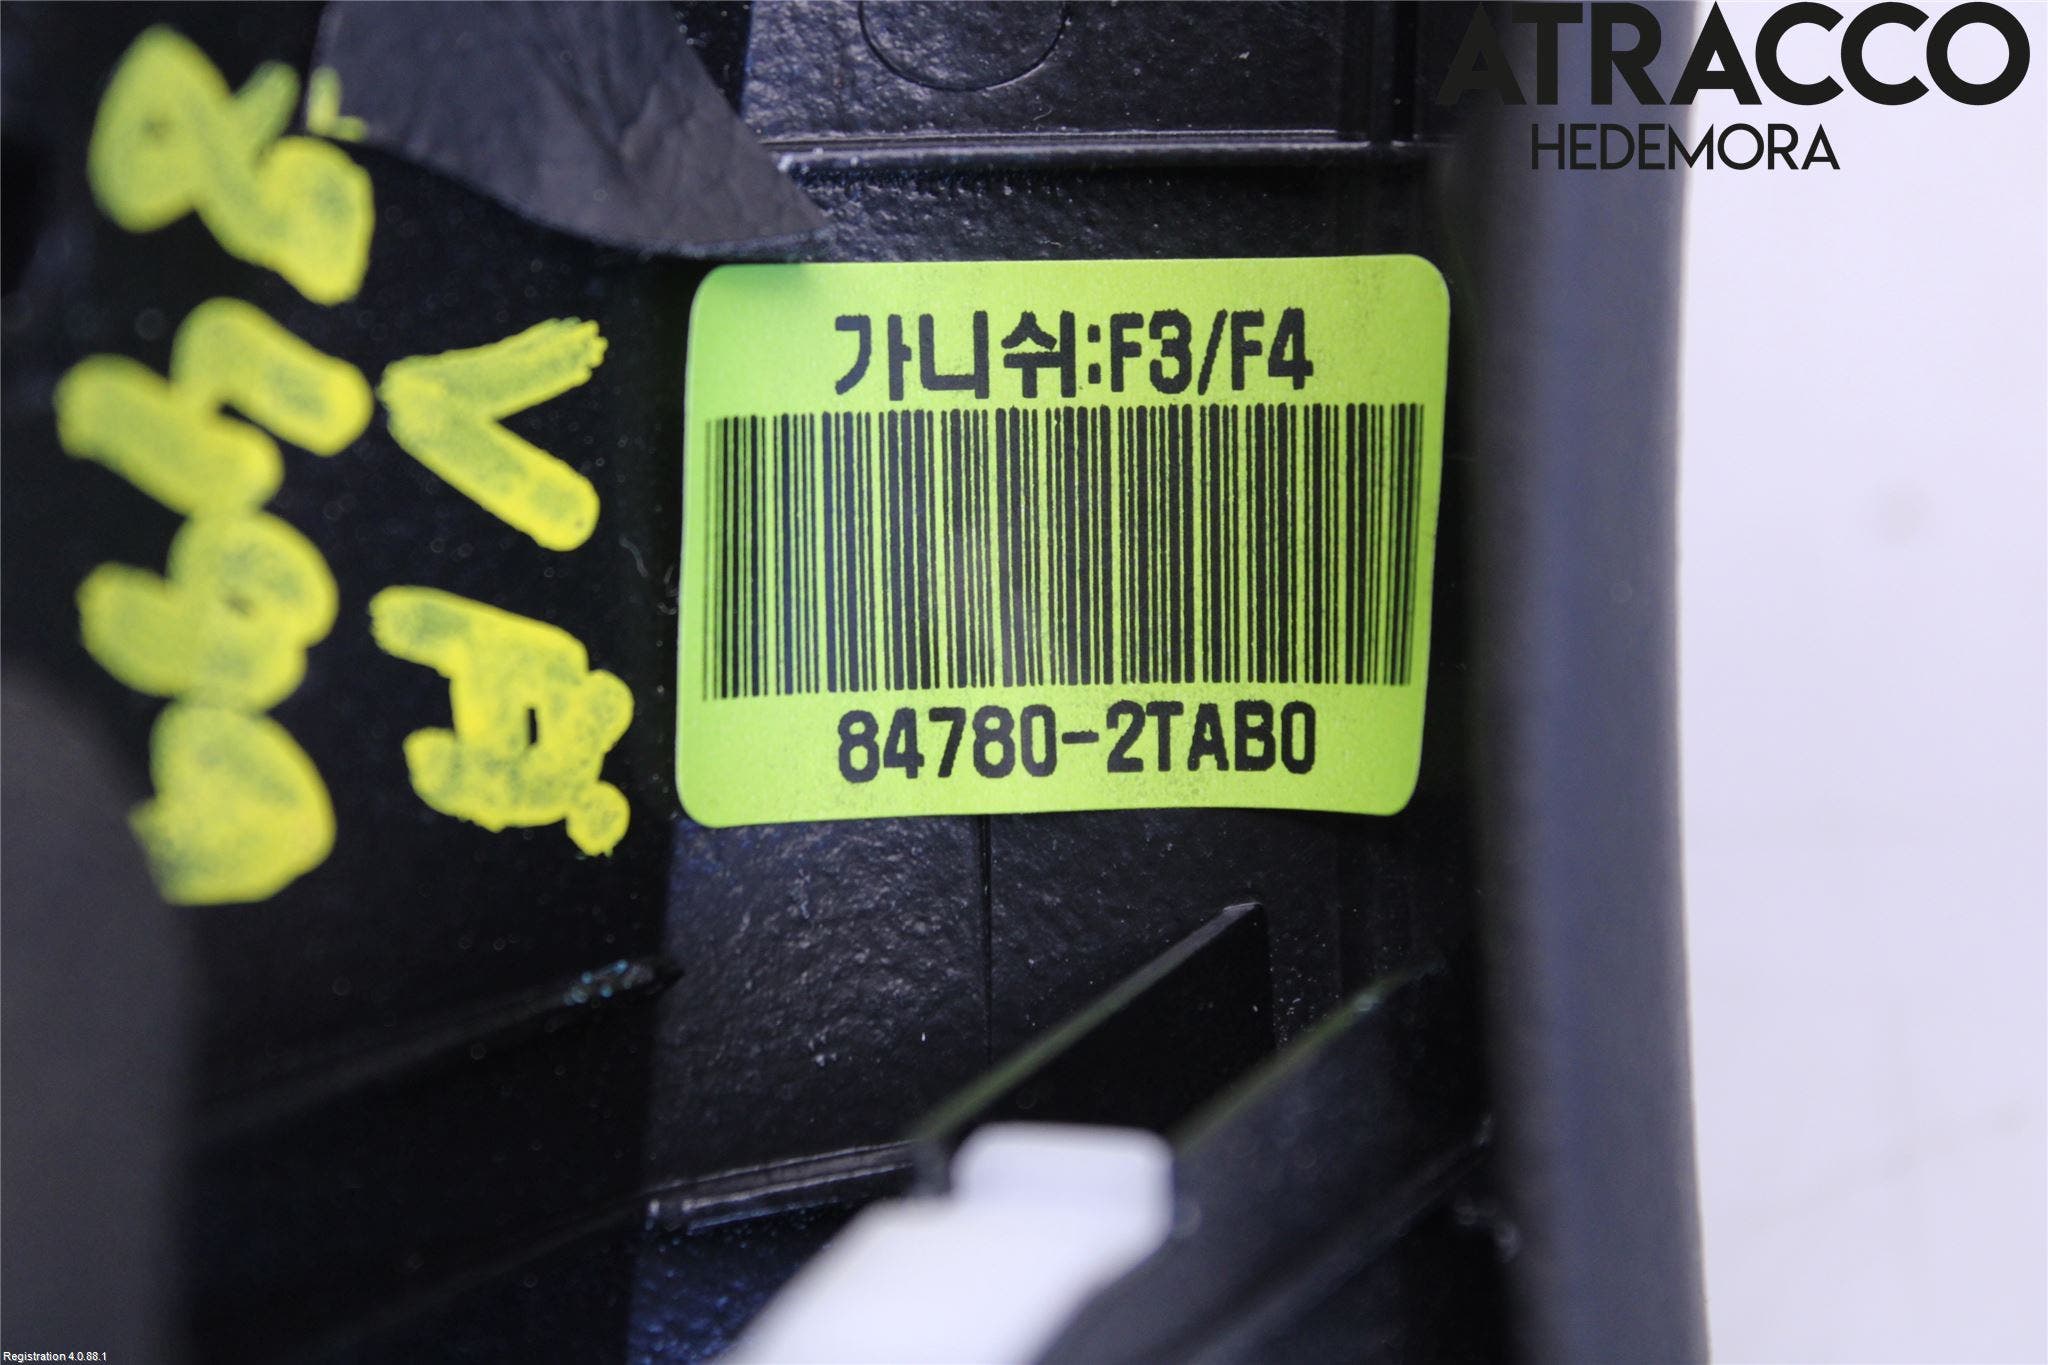 ATRACCO
HEDEMORA
가니쉬:F3/F4
84780-2TAB0
Registration 4.0.88.1